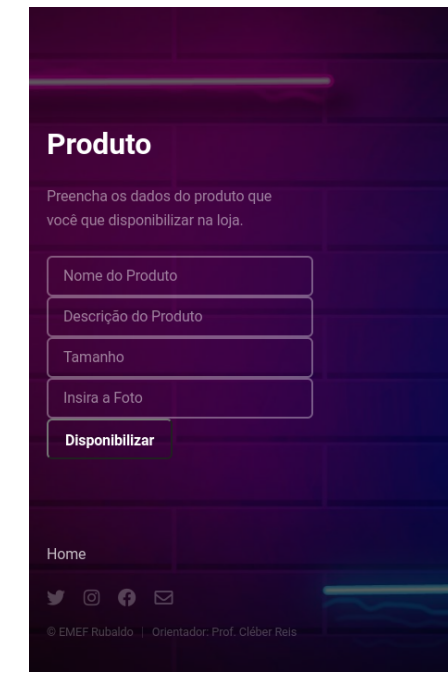 Produto
Preencha os dados do produto que
você que disponibilizar na loja.
Nome do Produto
Descrição do Produto
Tamanho
Insira a Foto
Disponibilizar
Home
© EMEF Rubaldo | Orientador: Prof. Cléber Reis